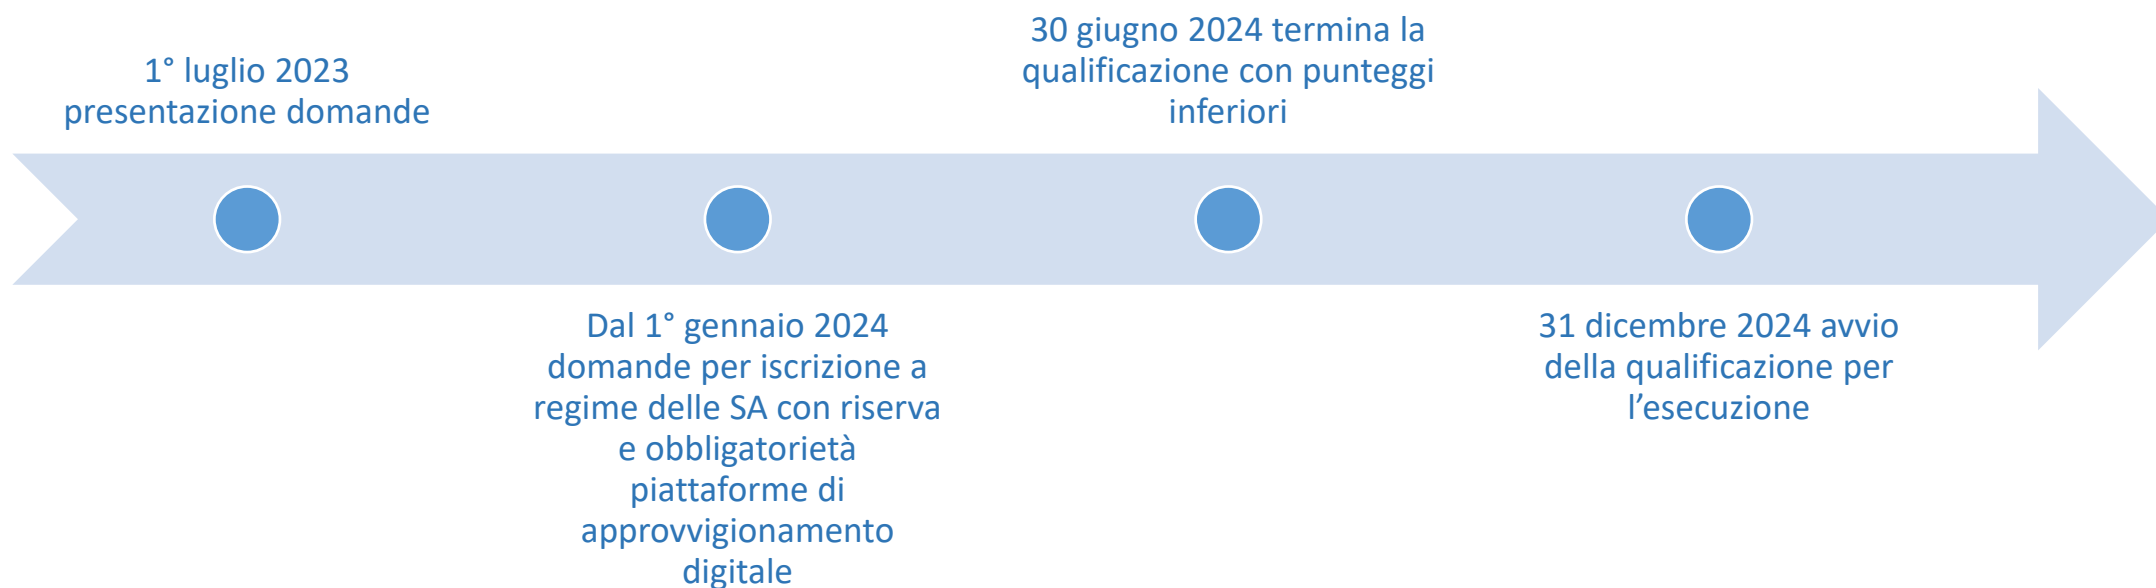 1° luglio 2023
presentazione domande
Dal 1° gennaio 2024
domande per iscrizione a
regime delle SA con riserva
e obbligatorietà
piattaforme di
approvvigionamento
digitale
30 giugno 2024 termina la
qualificazione con punteggi
inferiori
31 dicembre 2024 avvio
della qualificazione per
l’esecuzione